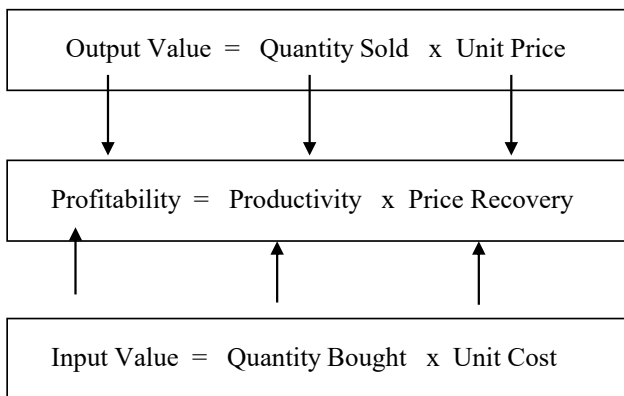 Output Value = Quantity Sold x Unit Price
Profitability = Productivity x Price Recovery
Input Value = Quantity Bought x Unit Cost